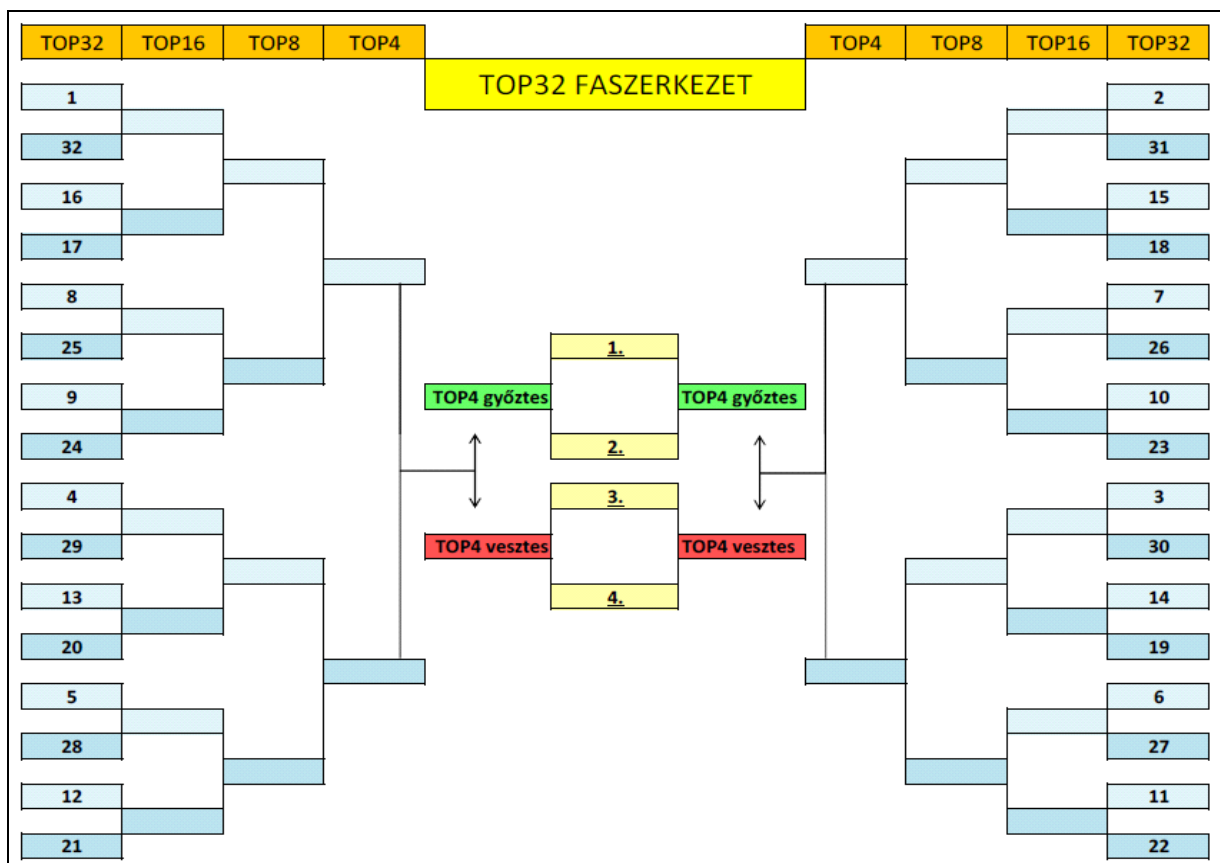 TOP32 TOP16 TOP8 TOP4 TOP4 TOP8 TOP16 TOP32
TOP32 FASZERKEZET
1 2
32 31
16 15
17 18
8 7
1.
25 26
9 TOP4 győztes TOP4 győztes 10
24 2. 23
4 3. 3
29 TOP4 vesztes TOP4 vesztes 30
13 4. 14
20 19
5 6
28 27
12 11
21 22